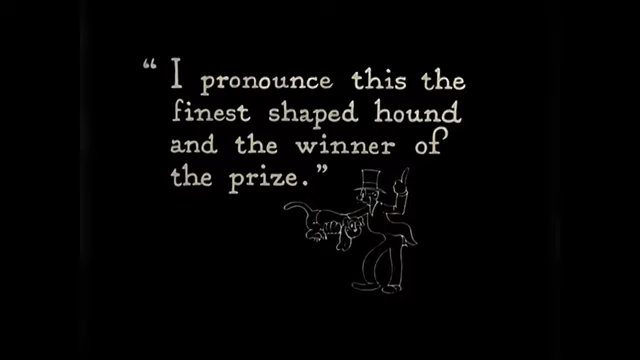 “I pronounce this the
finest shaped hound
and the winner of
the prize.”